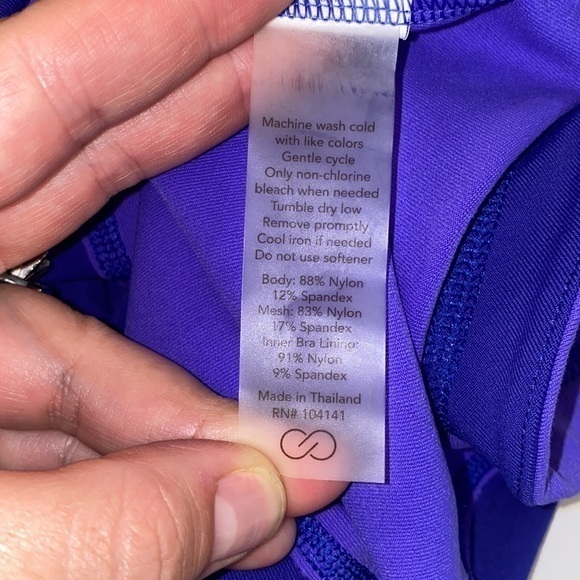 Machine wash cold
with like colors
Gentle cycle
Only non-chlorine
bleach when needed
Tumble dry low
Remove promptly
Cool iron if needed
Do not use softener
Body: 88% Nylon
12% Spandex
Mesh: 83% Nylon
17% Spandex
Inner Bra Lining:
91% Nylon
9% Spandex
Made in Thailand
RN# 104141